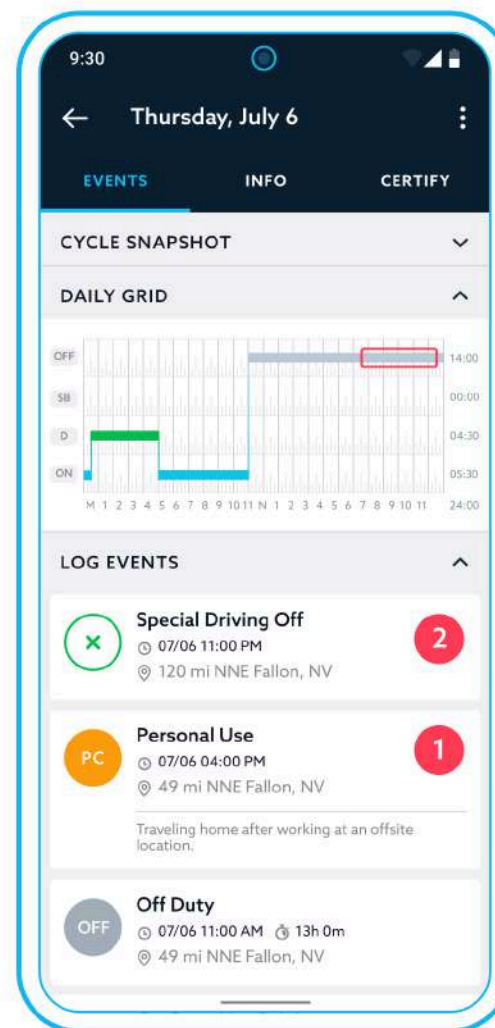 9:30
Thursday, July 6
EVENTS INFO CERTIFY
CYCLE SNAPSHOT
DAILY GRID
OFF 14:00
SB 00:00
D 04:30
ON 05:30
M 1 2 3 4 5 6 7 8 9 10 11 N 1 2 3 4 5 6 7 8 9 10 11 24:00
LOG EVENTS
Special Driving Off
07/06 11:00 PM
120 mi NNE Fallon, NV
2
PC
Personal Use
07/06 04:00 PM
49 mi NNE Fallon, NV
1
Traveling home after working at an offsite
location.
OFF
Off Duty
07/06 11:00 AM 13h 0m
49 mi NNE Fallon, NV